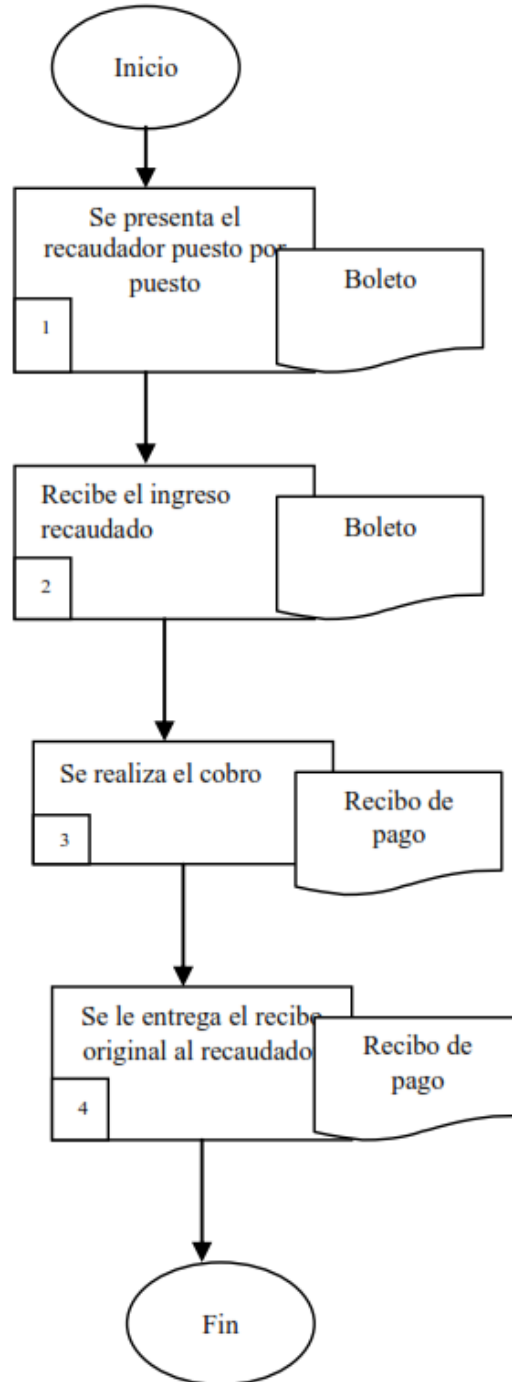 Inicio
Se presenta el
recaudador puesto por
puesto
1
Boleto
Recibe el ingreso
recaudado
2
Boleto
Se realiza el cobro
3
Recibo de
pago
Se le entrega el recibo
original al recaudado
4
Recibo de
pago
Fin